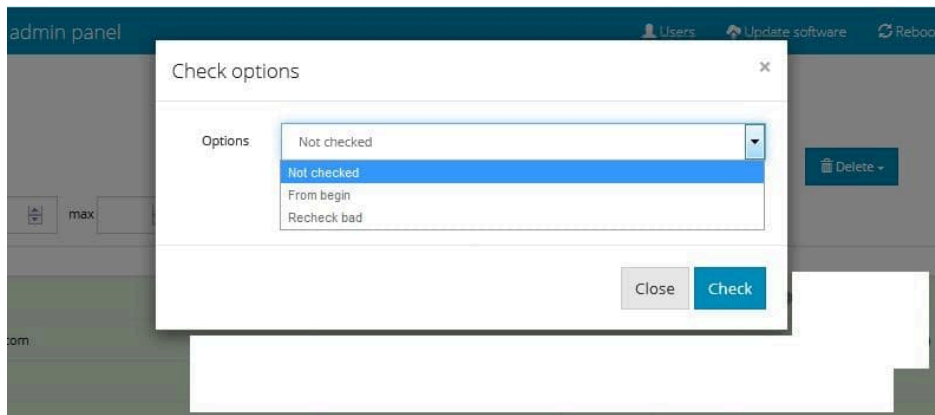 admin panel
Users
Update software
Check options
×
Options
Not checked
Not checked
From begin
Recheck bad
Delete
max
Close
Check
com